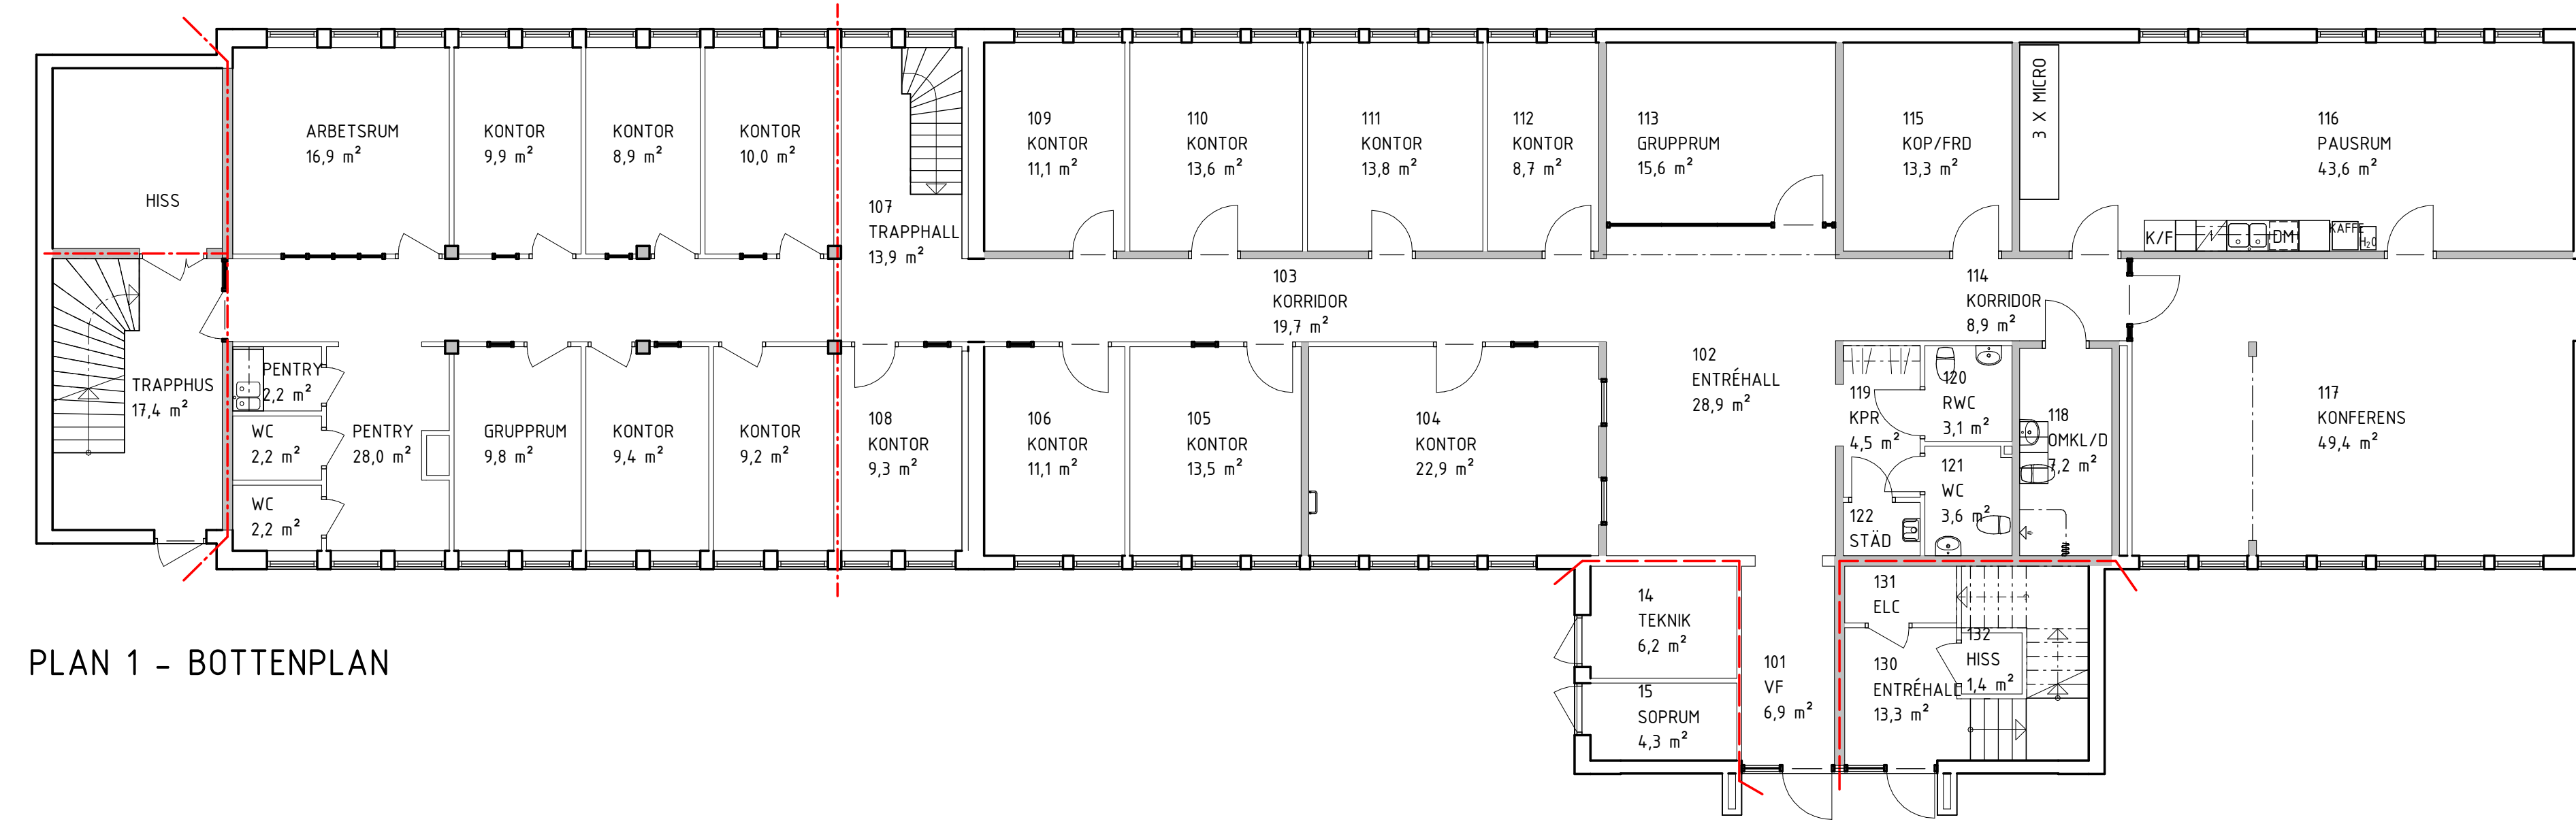 ARBETSRUM
16,9 m²
KONTOR
9,9 m²
KONTOR
8,9 m²
KONTOR
10,0 m²
HISS
107
TRAPPHALL
13,9 m²
109
KONTOR
11,1 m²
110
KONTOR
13,6 m²
111
KONTOR
13,8 m²
112
KONTOR
8,7 m²
113
GRUPPRUM
15,6 m²
115
KOP/FRD
13,3 m²
3 X MICRO
116
PAUSRUM
43,6 m²
K/F
DM
KAFFE
H₂O
103
KORRIDOR
19,7 m²
114
KORRIDOR
8,9 m²
TRAPPHUS
17,4 m²
PENTRY
2,2 m²
WC
2,2 m²
WC
2,2 m²
PENTRY
28,0 m²
GRUPPRUM
9,8 m²
KONTOR
9,4 m²
KONTOR
9,2 m²
108
KONTOR
9,3 m²
106
KONTOR
11,1 m²
105
KONTOR
13,5 m²
104
KONTOR
22,9 m²
102
ENTRÉHALL
28,9 m²
119
KPR
4,5 m²
120
RWC
3,1 m²
121
WC
3,6 m²
122
STÄD
118
OMKL/D
7,2 m²
117
KONFERENS
49,4 m²
14
TEKNIK
6,2 m²
15
SOPRUM
4,3 m²
101
VF
6,9 m²
131
ELC
130
ENTRÉHALL
13,3 m²
132
HISS
1,4 m²
PLAN 1 - BOTTENPLAN